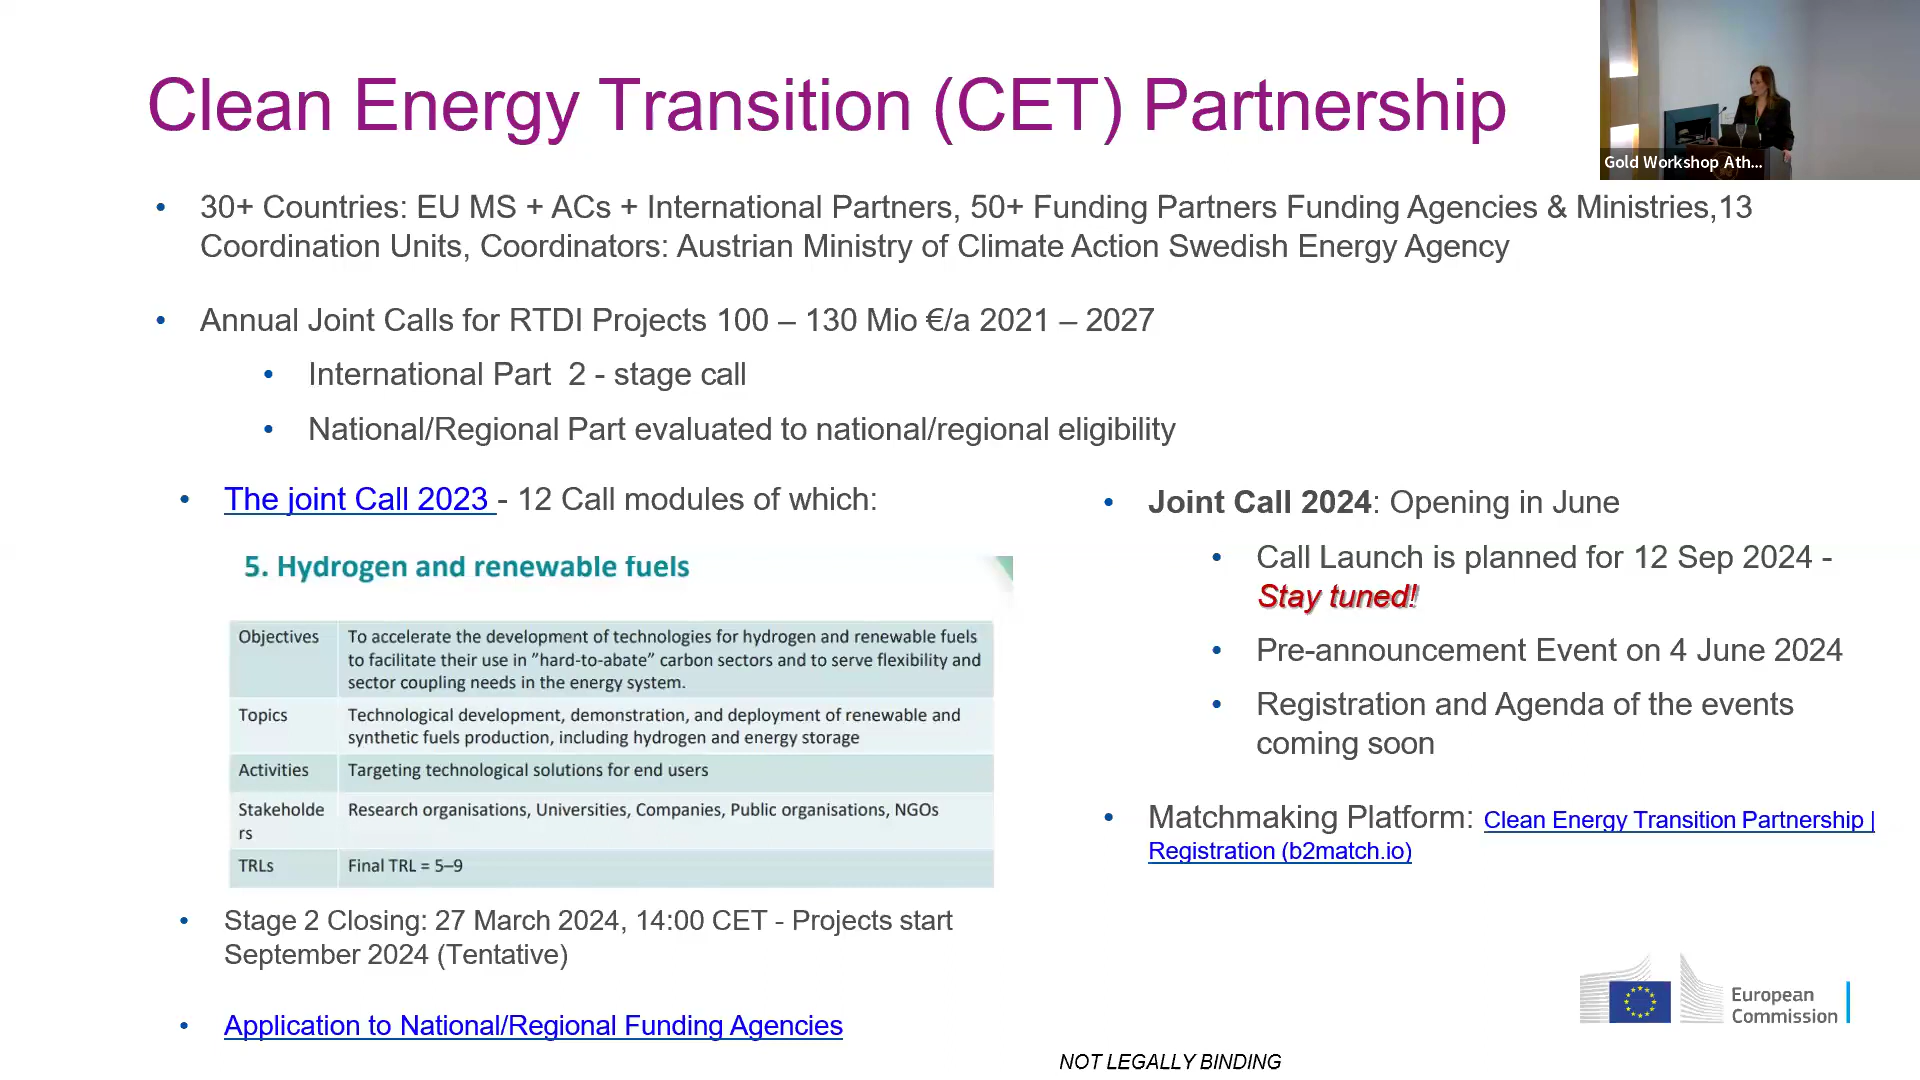 Clean Energy Transition (CET) Partnership
Gold Workshop Ath...
• 30+ Countries: EU MS + ACs + International Partners, 50+ Funding Partners Funding Agencies & Ministries,13
Coordination Units, Coordinators: Austrian Ministry of Climate Action Swedish Energy Agency
• Annual Joint Calls for RTDI Projects 100 – 130 Mio €/a 2021 – 2027
• International Part 2 - stage call
• National/Regional Part evaluated to national/regional eligibility
• The joint Call 2023 - 12 Call modules of which:
5. Hydrogen and renewable fuels
Objectives To accelerate the development of technologies for hydrogen and renewable fuels
to facilitate their use in ”hard-to-abate” carbon sectors and to serve flexibility and
sector coupling needs in the energy system.
Topics Technological development, demonstration, and deployment of renewable and
synthetic fuels production, including hydrogen and energy storage
Activities Targeting technological solutions for end users
Stakeholde Research organisations, Universities, Companies, Public organisations, NGOs
rs
TRLs Final TRL = 5–9
• Stage 2 Closing: 27 March 2024, 14:00 CET - Projects start
September 2024 (Tentative)
• Application to National/Regional Funding Agencies
• Joint Call 2024: Opening in June
• Call Launch is planned for 12 Sep 2024 -
Stay tuned!
• Pre-announcement Event on 4 June 2024
• Registration and Agenda of the events
coming soon
• Matchmaking Platform: Clean Energy Transition Partnership |
Registration (b2match.io)
European
Commission
NOT LEGALLY BINDING